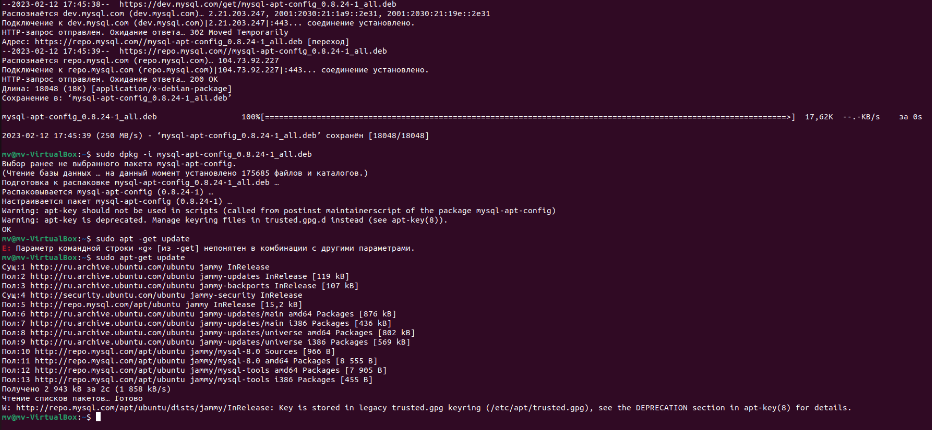 --2023-02-12 17:45:38--  https://dev.mysql.com/get/mysql-apt-config_0.8.24-1_all.deb
Распознаётся dev.mysql.com (dev.mysql.com)… 2.21.203.247, 2001:2030:21:19f::2e31, 2001:2030:21:19e::2e31
Подключение к dev.mysql.com (dev.mysql.com)|2.21.203.247|:443... соединение установлено.
HTTP-запрос отправлен. Ожидание ответа… 302 Moved Temporarily
Адрес: https://repo.mysql.com//mysql-apt-config_0.8.24-1_all.deb [переход]
--2023-02-12 17:45:39--  https://repo.mysql.com//mysql-apt-config_0.8.24-1_all.deb
Распознаётся repo.mysql.com (repo.mysql.com)… 104.73.92.227
Подключение к repo.mysql.com (repo.mysql.com)|104.73.92.227|:443... соединение установлено.
HTTP-запрос отправлен. Ожидание ответа… 200 OK
Длина: 18048 (18K) [application/x-debian-package]
Сохранение в: ‘mysql-apt-config_0.8.24-1_all.deb’
mysql-apt-config_0.8.24-1_all.deb 100%[===================================================================================================================>] 17,62K --.-KB/s за 0s
2023-02-12 17:45:39 (250 MB/s) - ‘mysql-apt-config_0.8.24-1_all.deb’ сохранён [18048/18048]
mv@mv-VirtualBox:~$ sudo dpkg -i mysql-apt-config_0.8.24-1_all.deb
Выбор ранее не выбранного пакета mysql-apt-config.
(Чтение базы данных … на данный момент установлено 175685 файлов и каталогов.)
Подготовка к распаковке mysql-apt-config_0.8.24-1_all.deb …
Распаковывается mysql-apt-config (0.8.24-1) …
Настраивается пакет mysql-apt-config (0.8.24-1) …
Warning: apt-key should not be used in scripts (called from postinst maintainerscript of the package mysql-apt-config)
Warning: apt-key is deprecated. Manage keyring files in trusted.gpg.d instead (see apt-key(8)).
OK
mv@mv-VirtualBox:~$ sudo apt -get update
E: Параметр командной строки «g» [из -get] непонятен в комбинации с другими параметрами.
mv@mv-VirtualBox:~$ sudo apt-get update
Сущ:1 http://ru.archive.ubuntu.com/ubuntu jammy InRelease
Пол:2 http://ru.archive.ubuntu.com/ubuntu jammy-updates InRelease [119 kB]
Пол:3 http://ru.archive.ubuntu.com/ubuntu jammy-backports InRelease [107 kB]
Сущ:4 http://security.ubuntu.com/ubuntu jammy-security InRelease
Пол:5 http://repo.mysql.com/apt/ubuntu jammy InRelease [15,2 kB]
Пол:6 http://ru.archive.ubuntu.com/ubuntu jammy-updates/main amd64 Packages [876 kB]
Пол:7 http://ru.archive.ubuntu.com/ubuntu jammy-updates/main i386 Packages [436 kB]
Пол:8 http://ru.archive.ubuntu.com/ubuntu jammy-updates/universe amd64 Packages [802 kB]
Пол:9 http://ru.archive.ubuntu.com/ubuntu jammy-updates/universe i386 Packages [569 kB]
Пол:10 http://repo.mysql.com/apt/ubuntu jammy/mysql-8.0 Sources [966 B]
Пол:11 http://repo.mysql.com/apt/ubuntu jammy/mysql-8.0 amd64 Packages [8 555 B]
Пол:12 http://repo.mysql.com/apt/ubuntu jammy/mysql-tools amd64 Packages [7 905 B]
Пол:13 http://repo.mysql.com/apt/ubuntu jammy/mysql-tools i386 Packages [455 B]
Получено 2 943 kB за 2с (1 858 kB/s)
Чтение списков пакетов… Готово
W: http://repo.mysql.com/apt/ubuntu/dists/jammy/InRelease: Key is stored in legacy trusted.gpg keyring (/etc/apt/trusted.gpg), see the DEPRECATION section in apt-key(8) for details.
mv@mv-VirtualBox:~$